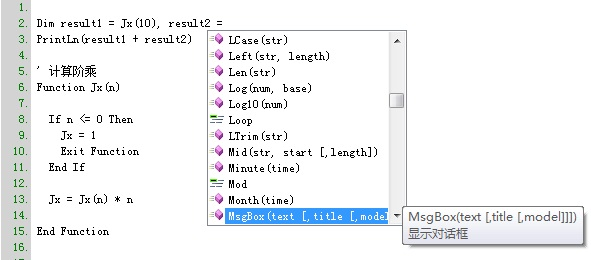 1.
2. Dim result1 = Jx(10), result2 =
3. PrintLn(result1 + result2)
4.
5. ' 计算阶乘
6. Function Jx(n)
7.
8. If n <= 0 Then
9. Jx = 1
10. Exit Function
11. End If
12.
13. Jx = Jx(n) * n
14.
15. End Function
LCase(str)
Left(str, length)
Len(str)
Log(num, base)
Log10(num)
Loop
LTrim(str)
Mid(str, start [,length])
Minute(time)
Mod
Month(time)
MsgBox(text [,title [,model
MsgBox(text [,title [,model]]])
显示对话框